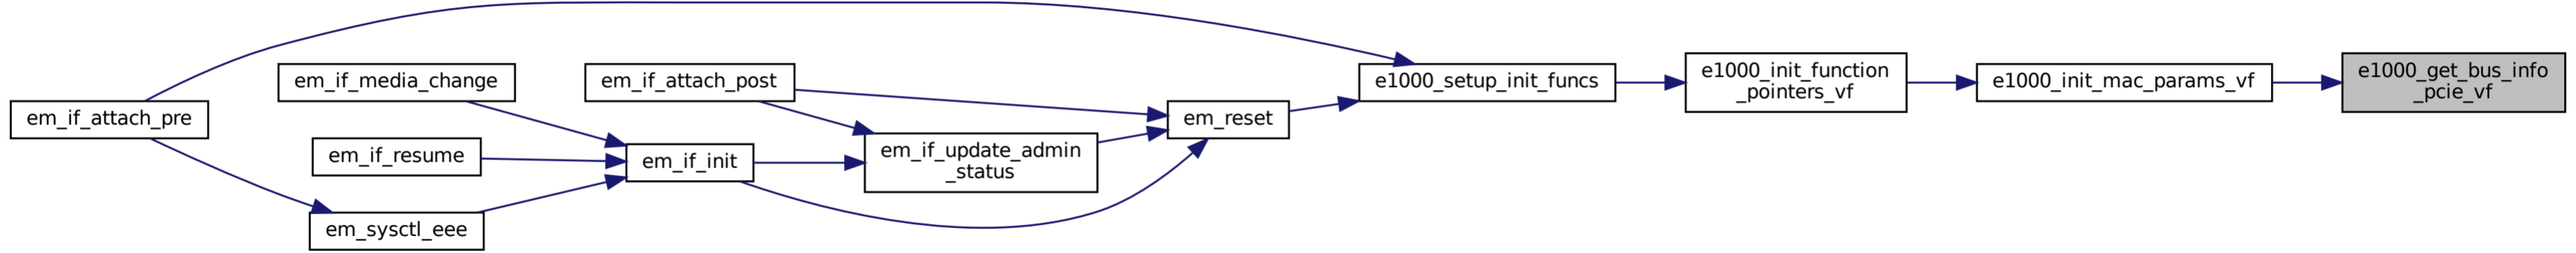 em_if_attach_pre
em_if_media_change
em_if_resume
em_sysctl_eee
em_if_attach_post
em_if_init
em_if_update_admin
_status
em_reset
e1000_setup_init_funcs
e1000_init_function
_pointers_vf
e1000_init_mac_params_vf
e1000_get_bus_info
_pcie_vf